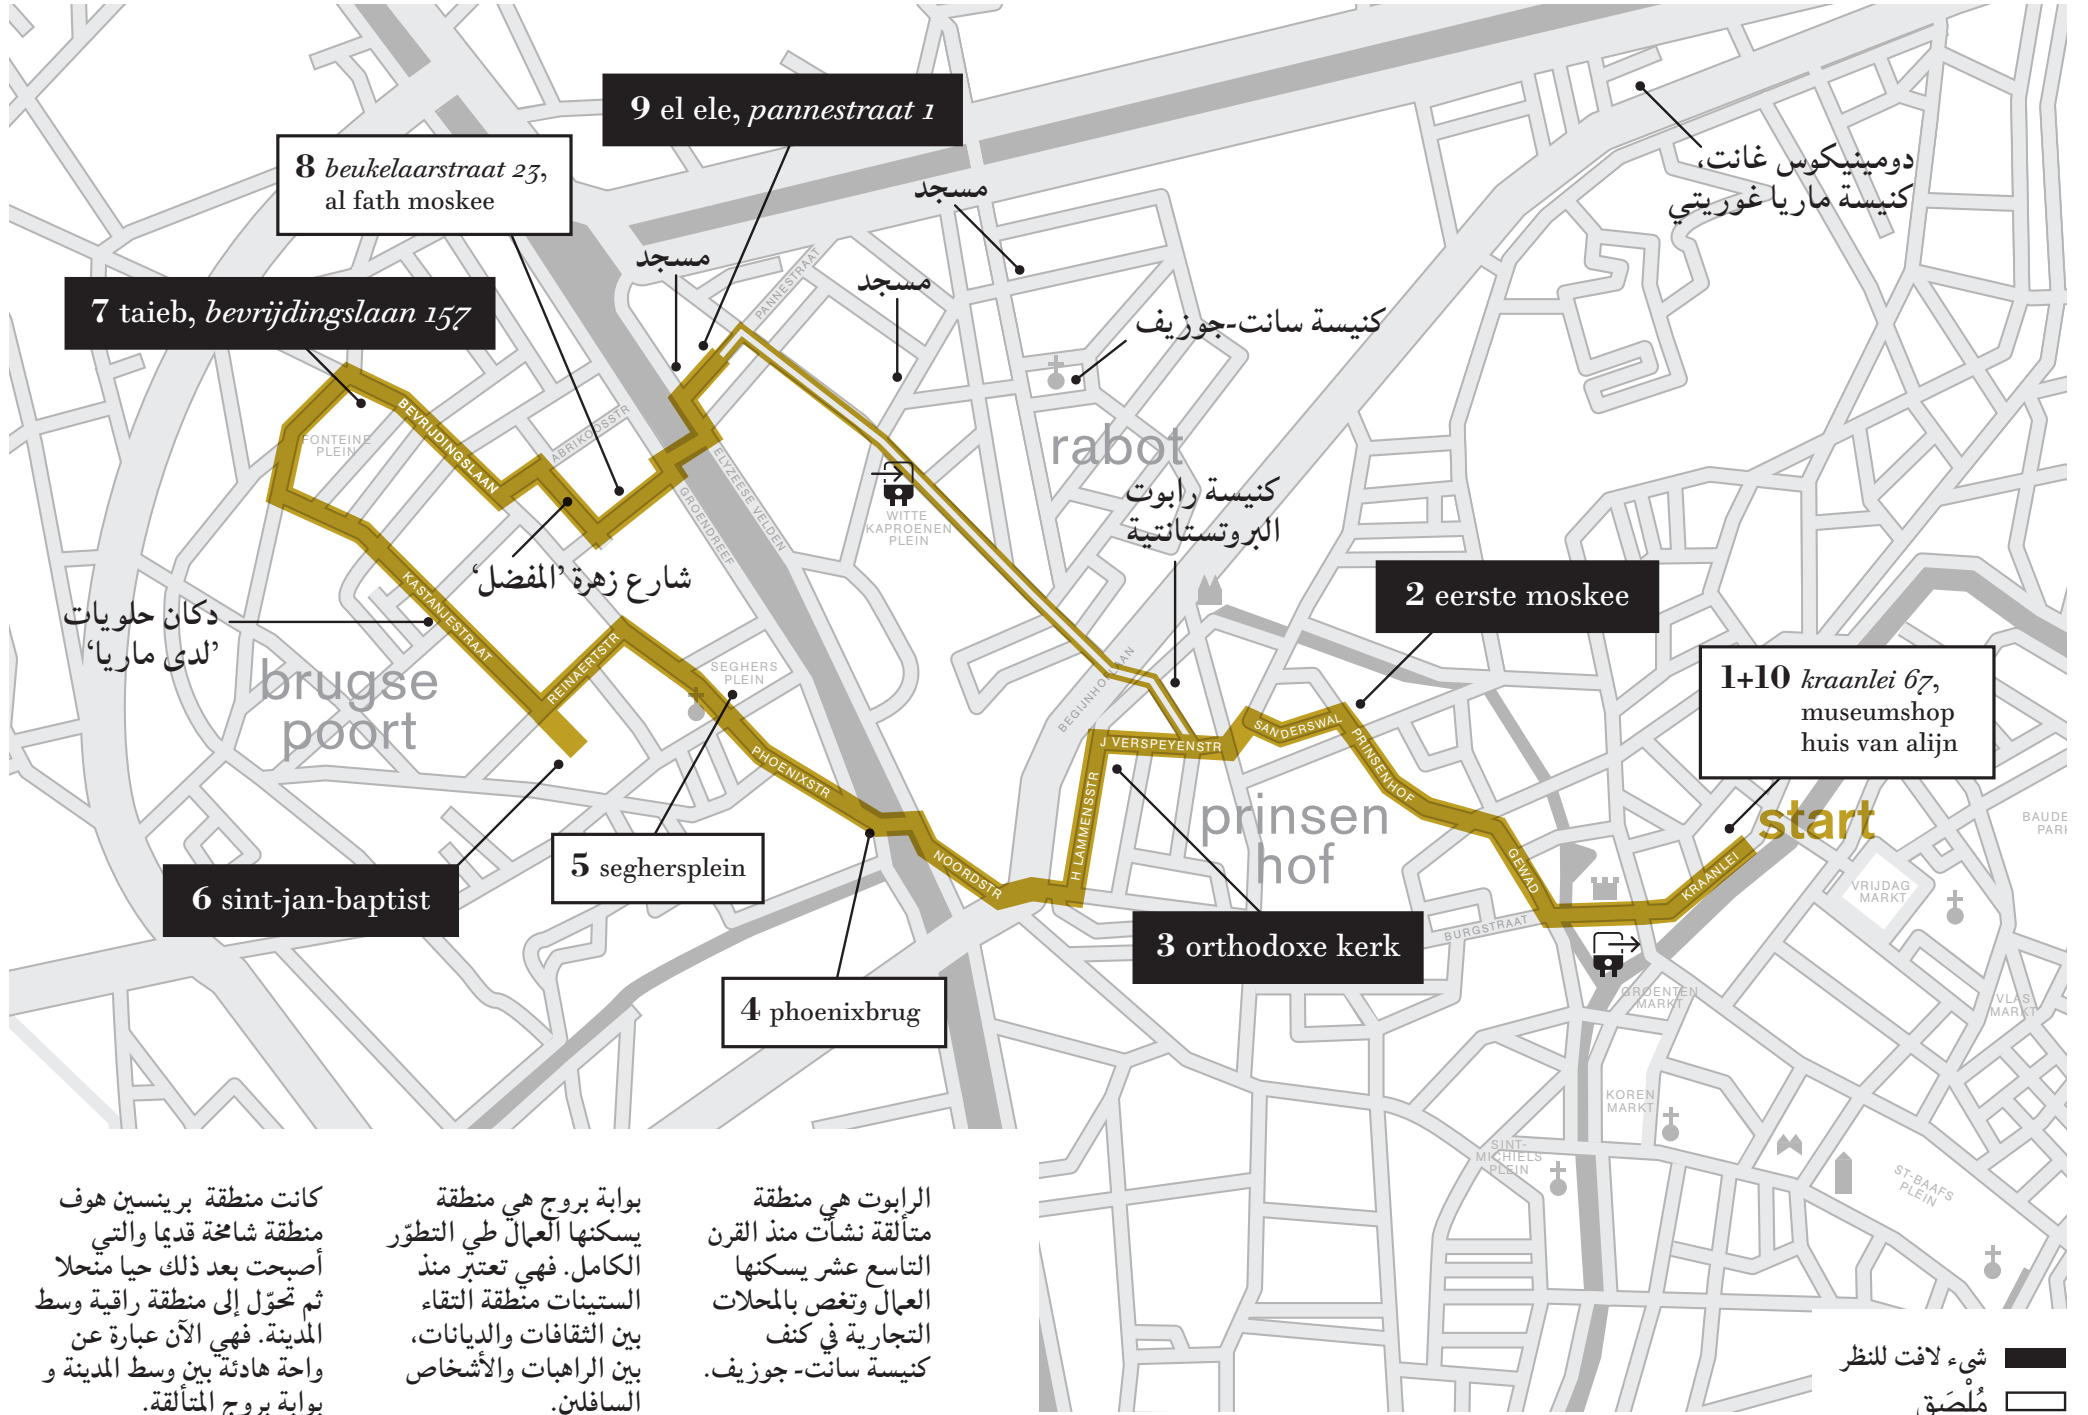 9 el ele, pannestraat 1
8 beukelaarstraat 23,
al fath moskee
7 taieb, bevrijdingslaan 157
مسجد
مسجد
مسجد
دومينيكوس غانت،
كنيسة ماريا غوريتي
كنيسة سانت-جوزيف
PANNESTRAAT
FONTEINE
PLEIN
BEVRIJDINGSLAAN
ABRIKOOSSTR
ELYZEESE VELDEN
GROENDREEF
rabot
WITTE
KAPROENEN
PLEIN
كنيسة رابوت
البروتستانتية
شارع زهرة ’المفضل‘
دكان حلويات
’لدى ماريا‘
KASTANJESTRAAT
REINAERTSTR
brugse
poort
SEGHERS
PLEIN
PHOENIXSTR
NOORDSTR
H LAMMENSSTR
J VERSPEYENSTR
SANDERSWAL
PRINSENHOF
GEWAD
KRAANLEI
BURGSTRAAT
2 eerste moskee
1+10 kraanlei 67,
museumshop
huis van alijn
start
prinsen
hof
3 orthodoxe kerk
4 phoenixbrug
5 seghersplein
6 sint-jan-baptist
VRIJDAG
MARKT
GROENTEN
MARKT
VLAS
MARKT
KOREN
MARKT
SINT-
MICHIELS
PLEIN
ST-BAAFS
PLEIN
الرابوت هي منطقة
متألقة نشأت منذ القرن
التاسع عشر يسكنها
العمال وتغص بالمحلات
التجارية في كنف
كنيسة سانت- جوزيف.
بوابة بروج هي منطقة
يسكنها العمال طي التطوّر
الكامل. فهي تعتبر منذ
الستينات منطقة التقاء
بين الثقافات والديانات،
بين الراهبات والأشخاص
السافلين.
كانت منطقة برينسين هوف
منطقة شامخة قديما والتي
أصبحت بعد ذلك حيا منحلا
ثم تحوّل إلى منطقة راقية وسط
المدينة. فهي الآن عبارة عن
واحة هادئة بين وسط المدينة و
بوابة بروج المتألقة.
شيء لافت للنظر
مُلْصَق